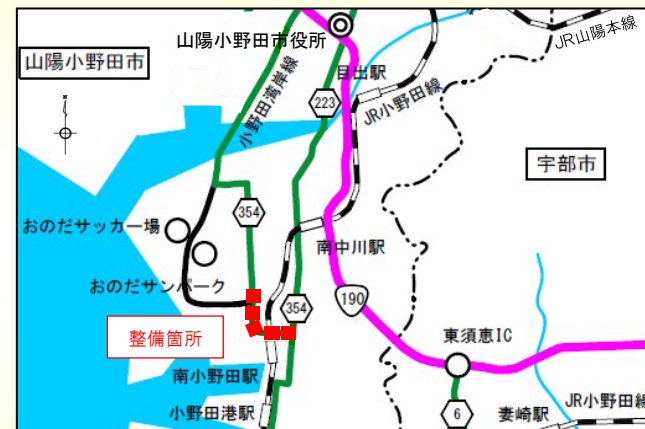 山陽小野田市役所
JR山陽本線
山陽小野田市
目出駅
小野田湾岸線
223
JR小野田線
宇部市
354
おのだサッカー場
南中川駅
おのだサンパーク
190
354
整備箇所
東須恵IC
南小野田駅
小野田港駅
6
妻崎駅
JR小野田線